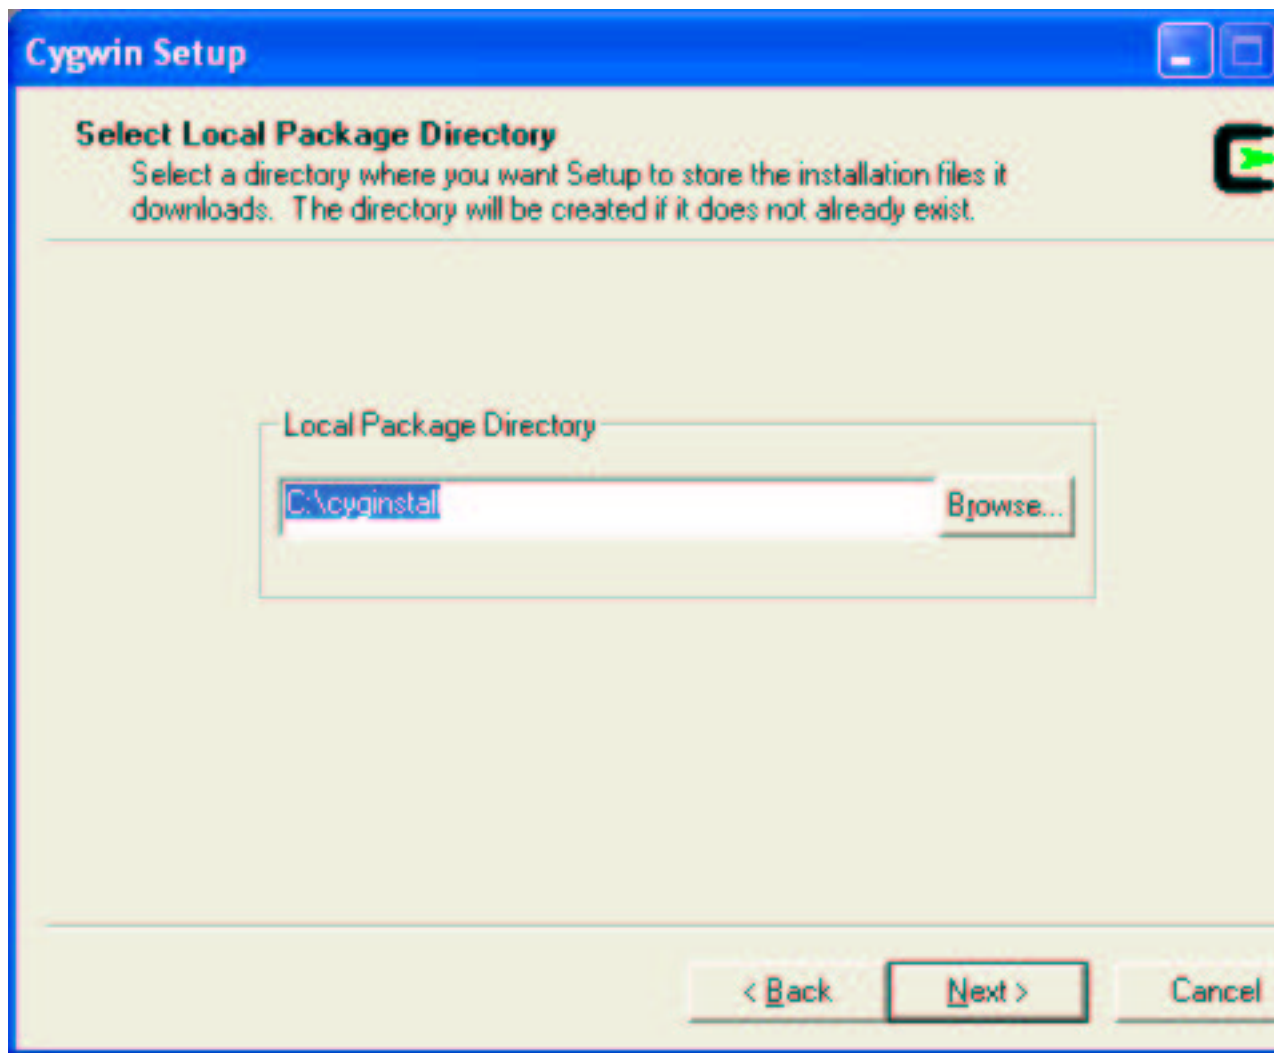 Cygwin Setup
Select Local Package Directory
Select a directory where you want Setup to store the installation files it
downloads.  The directory will be created if it does not already exist.
Local Package Directory
C:\cyginstall
Browse...
< Back
Next >
Cancel